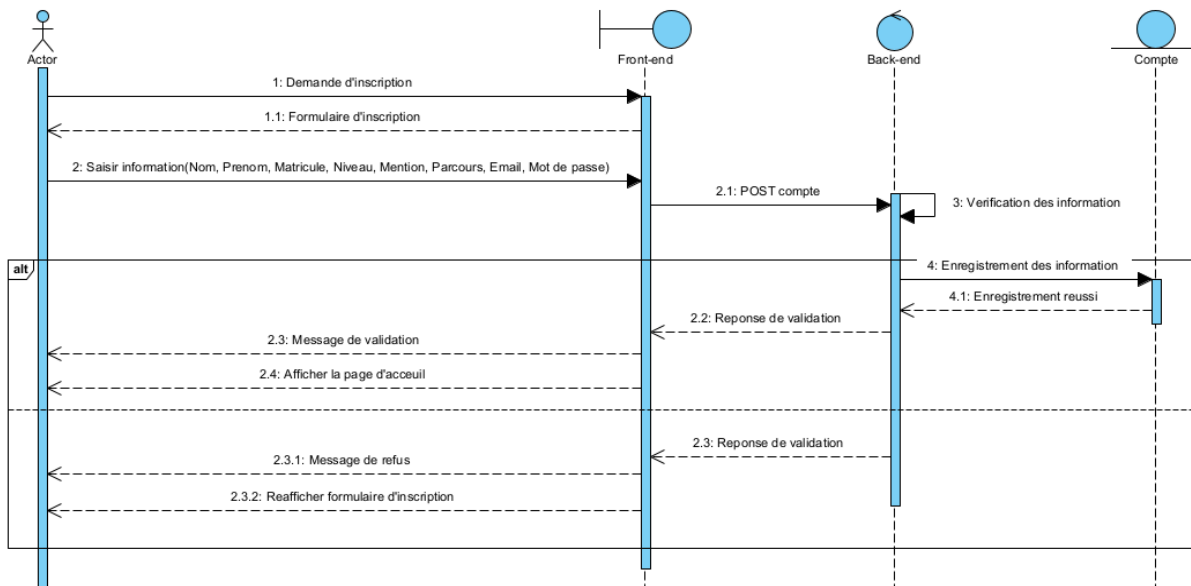 Actor
Front-end
Back-end
Compte
1: Demande d'inscription
1.1: Formulaire d'inscription
2: Saisir information(Nom, Prenom, Matricule, Niveau, Mention, Parcours, Email, Mot de passe)
2.1: POST compte
3: Verification des information
alt
4: Enregistrement des information
4.1: Enregistrement reussi
2.2: Reponse de validation
2.3: Message de validation
2.4: Afficher la page d'acceuil
2.3: Reponse de validation
2.3.1: Message de refus
2.3.2: Reafficher formulaire d'inscription